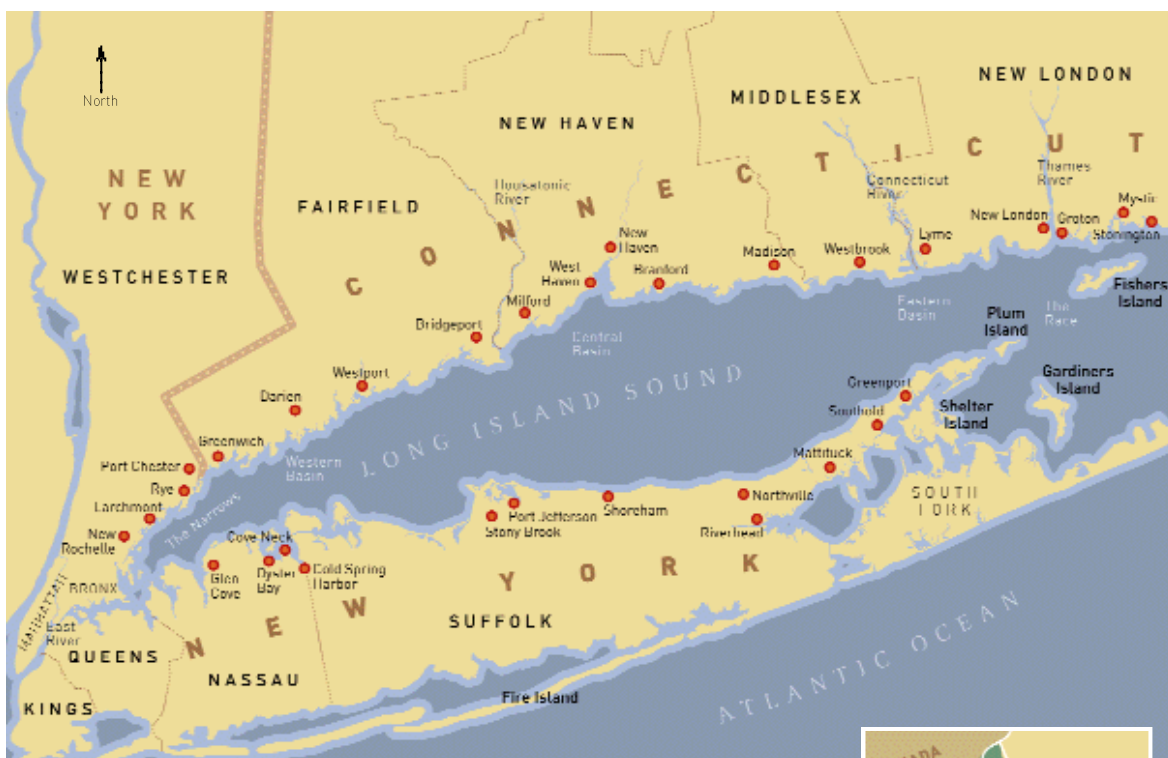 North
NEW LONDON
MIDDLESEX
NEW HAVEN
CONNECTICUT
NEW
YORK
Housatonic
River
Connecticut
River
Thames
River
FAIRFIELD
WESTCHESTER
Mystic
New London
Groton
Stonington
Lyme
New
Haven
Madison
Westbrook
West
Haven
Branford
Milford
Fishers
Island
Bridgeport
Eastern
Basin
The
Race
Plum
Island
Central
Basin
Westport
LONG ISLAND SOUND
Darien
Greenport
Gardiners
Island
Shelter
Island
Southold
Greenwich
Port Chester
Western
Basin
Mattituck
Rye
Larchmont
The Narrows
Northville
SOUTH
FORK
Port Jefferson
Shoreham
Stony Brook
Riverhead
New
Rochelle
Cove Neck
Glen
Cove
Oyster
Bay
Cold Spring
Harbor
BRONX
MANHATTAN
East
River
NEW YORK
SUFFOLK
QUEENS
NASSAU
KINGS
Fire Island
ATLANTIC OCEAN